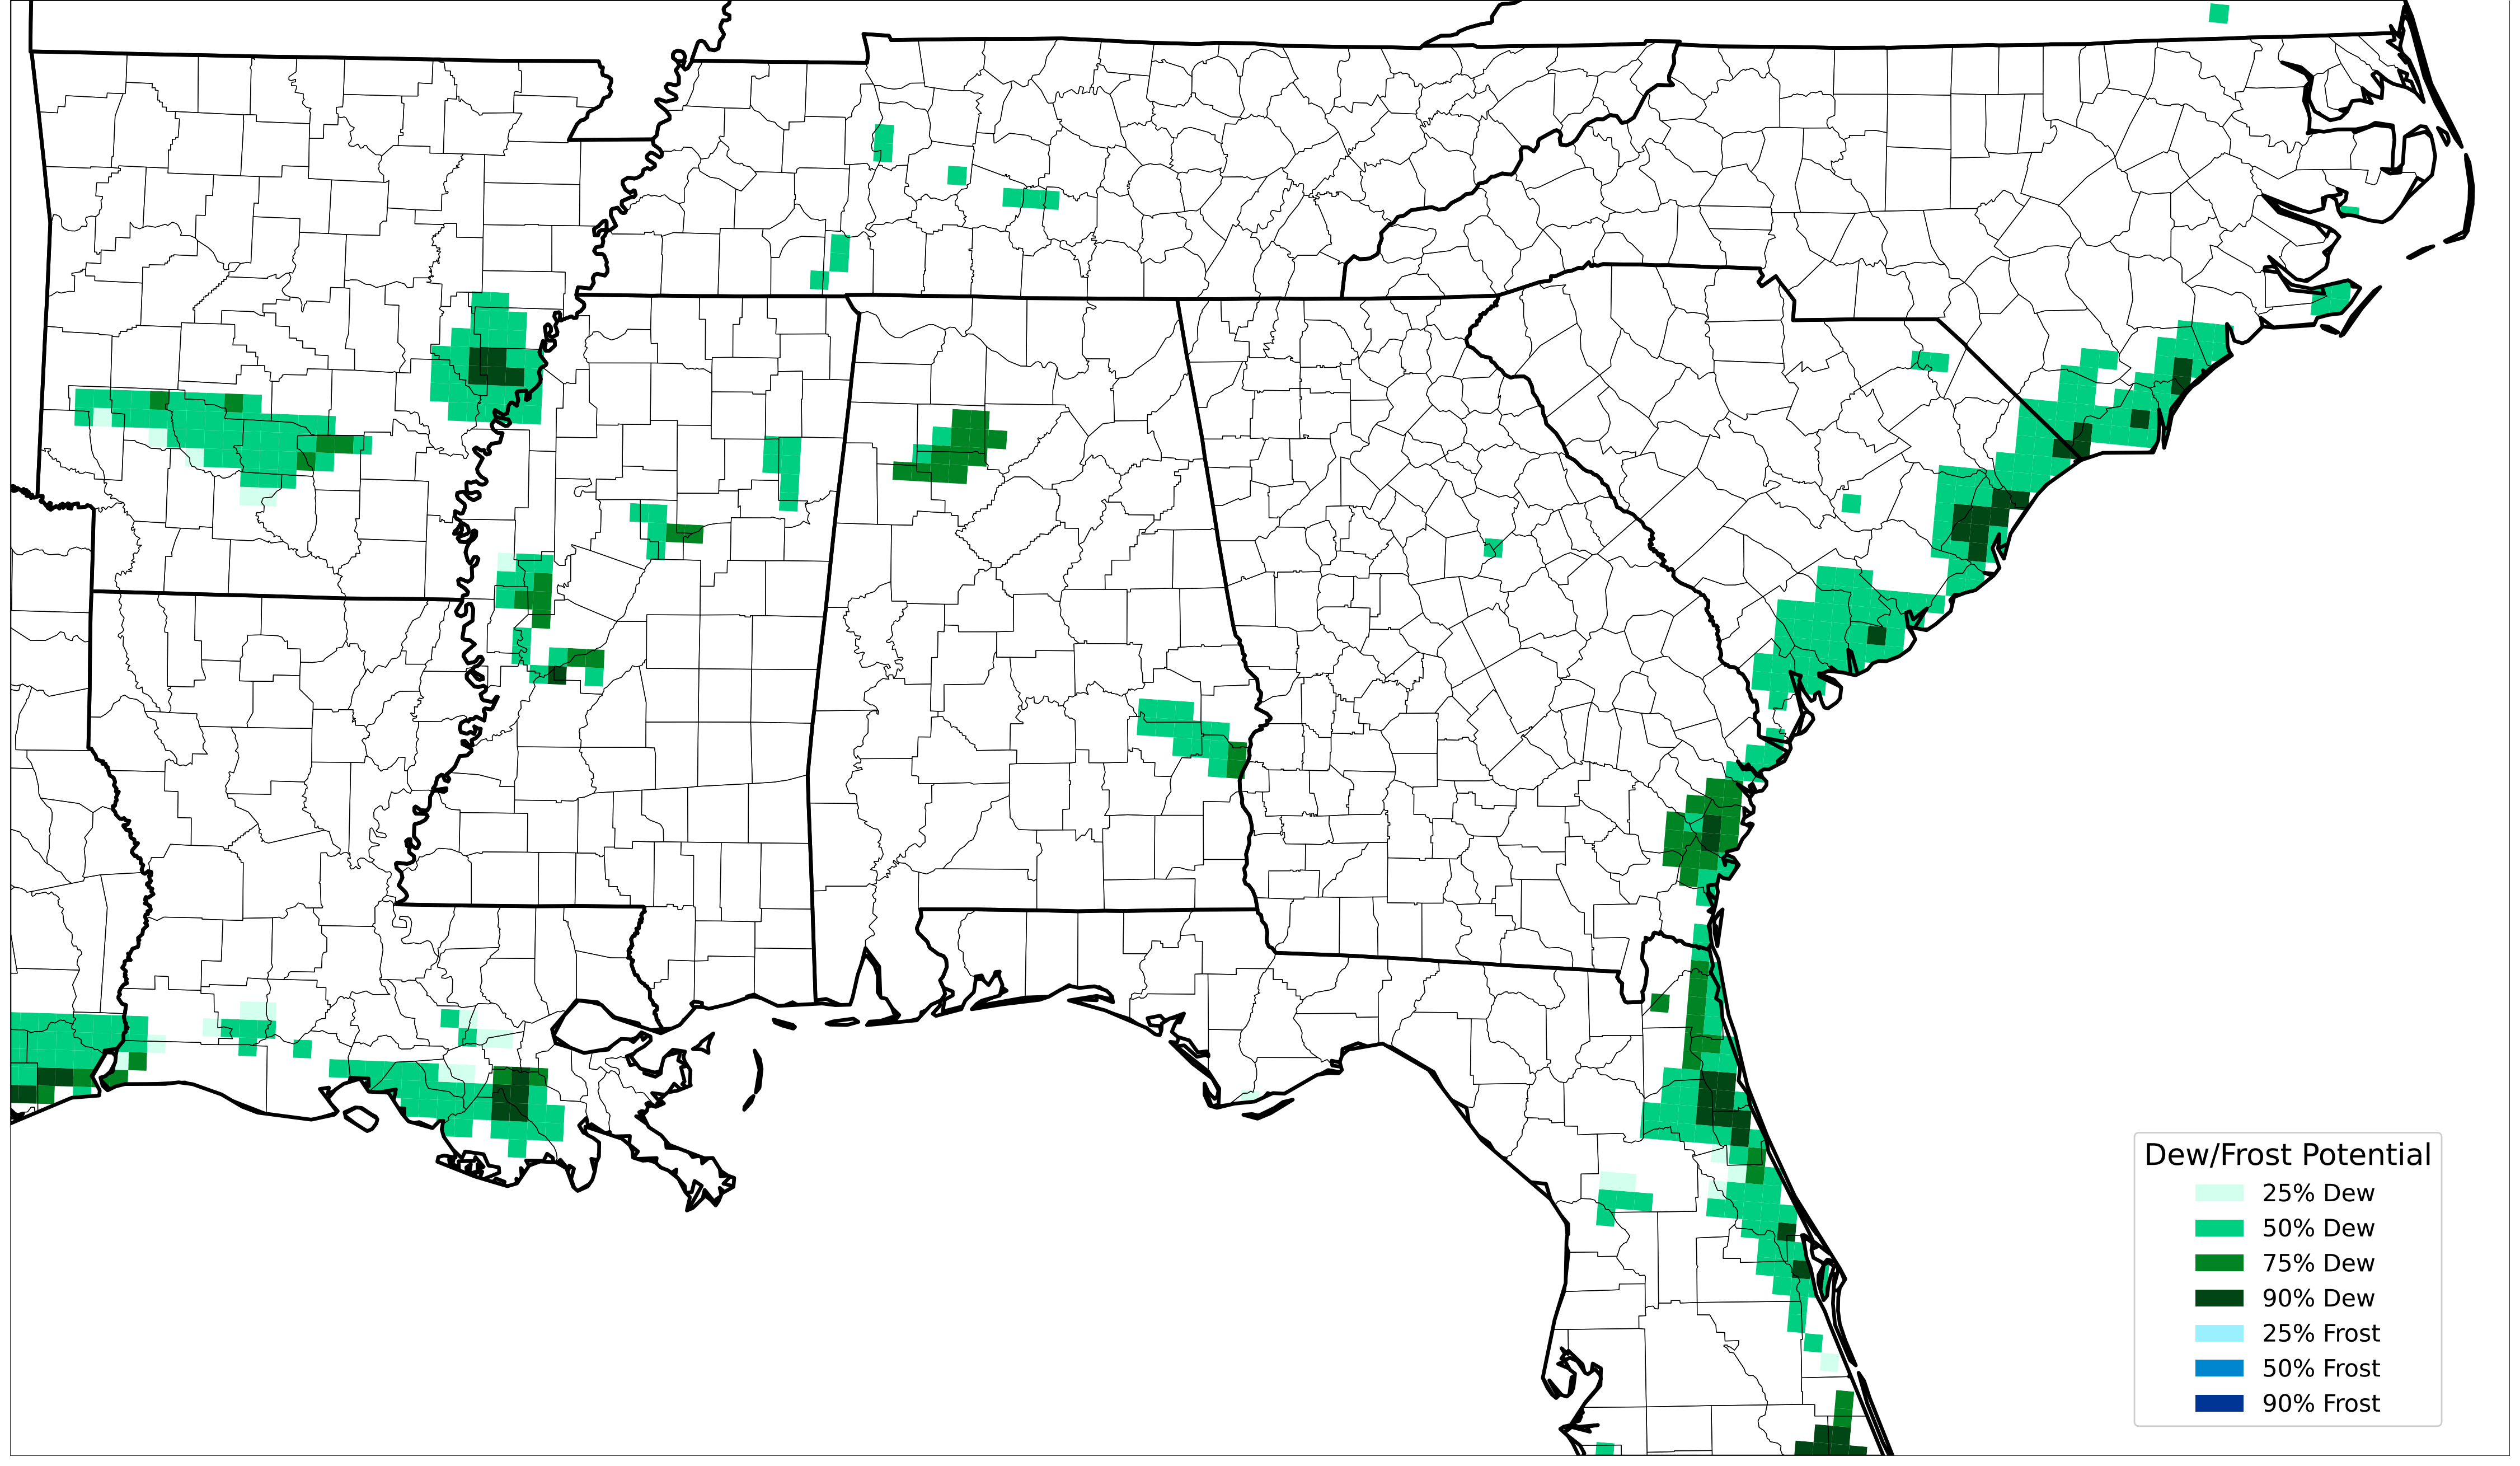 Dew/Frost Potential
25% Dew
50% Dew
75% Dew
90% Dew
25% Frost
50% Frost
90% Frost